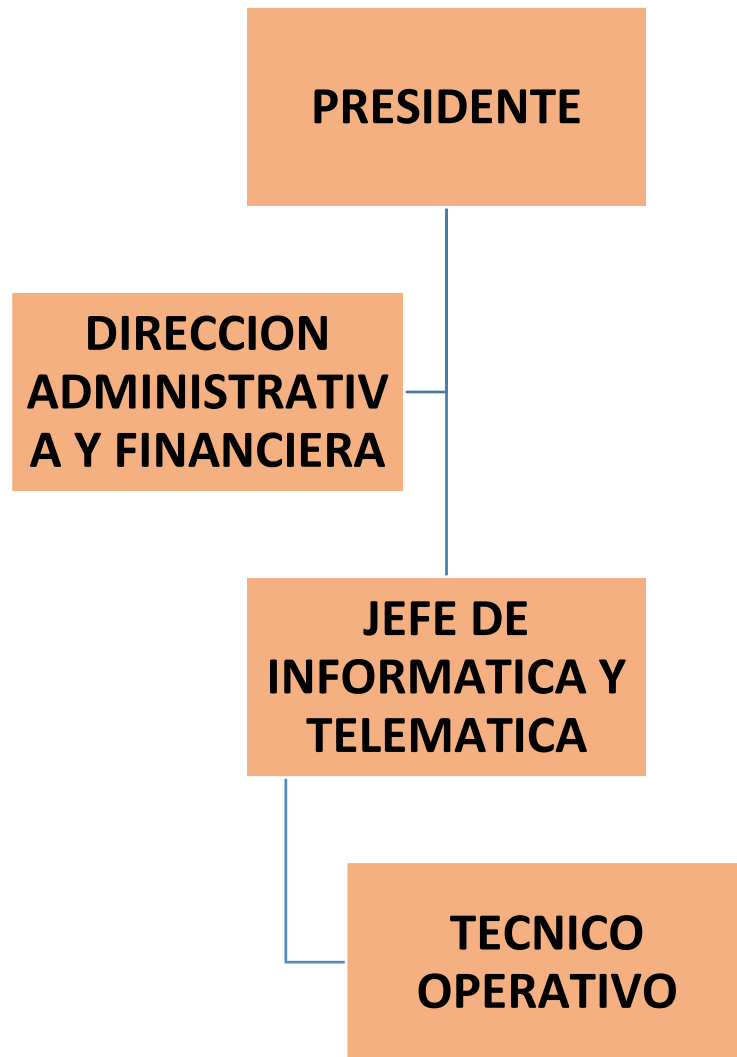 PRESIDENTE
DIRECCION
ADMINISTRATIV
A Y FINANCIERA
JEFE DE
INFORMATICA Y
TELEMATICA
TECNICO
OPERATIVO